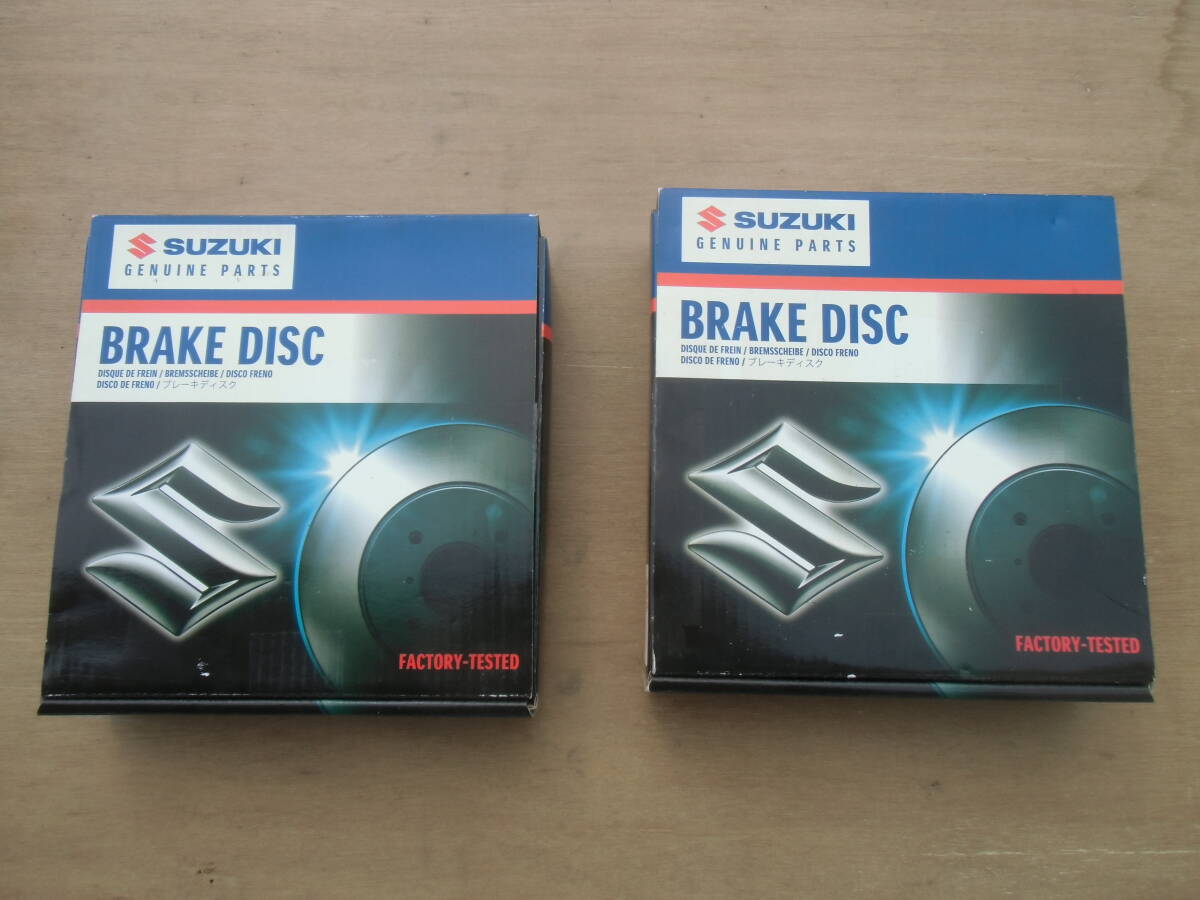 SUZUKI
GENUINE PARTS
BRAKE DISC
DISQUE DE FREIN / BREMSSCHEIBE / DISCO FRENO
DISCO DE FRENO / ブレーキディスク
FACTORY-TESTED
SUZUKI
GENUINE PARTS
BRAKE DISC
DISQUE DE FREIN / BREMSSCHEIBE / DISCO FRENO
DISCO DE FRENO / ブレーキディスク
FACTORY-TESTED